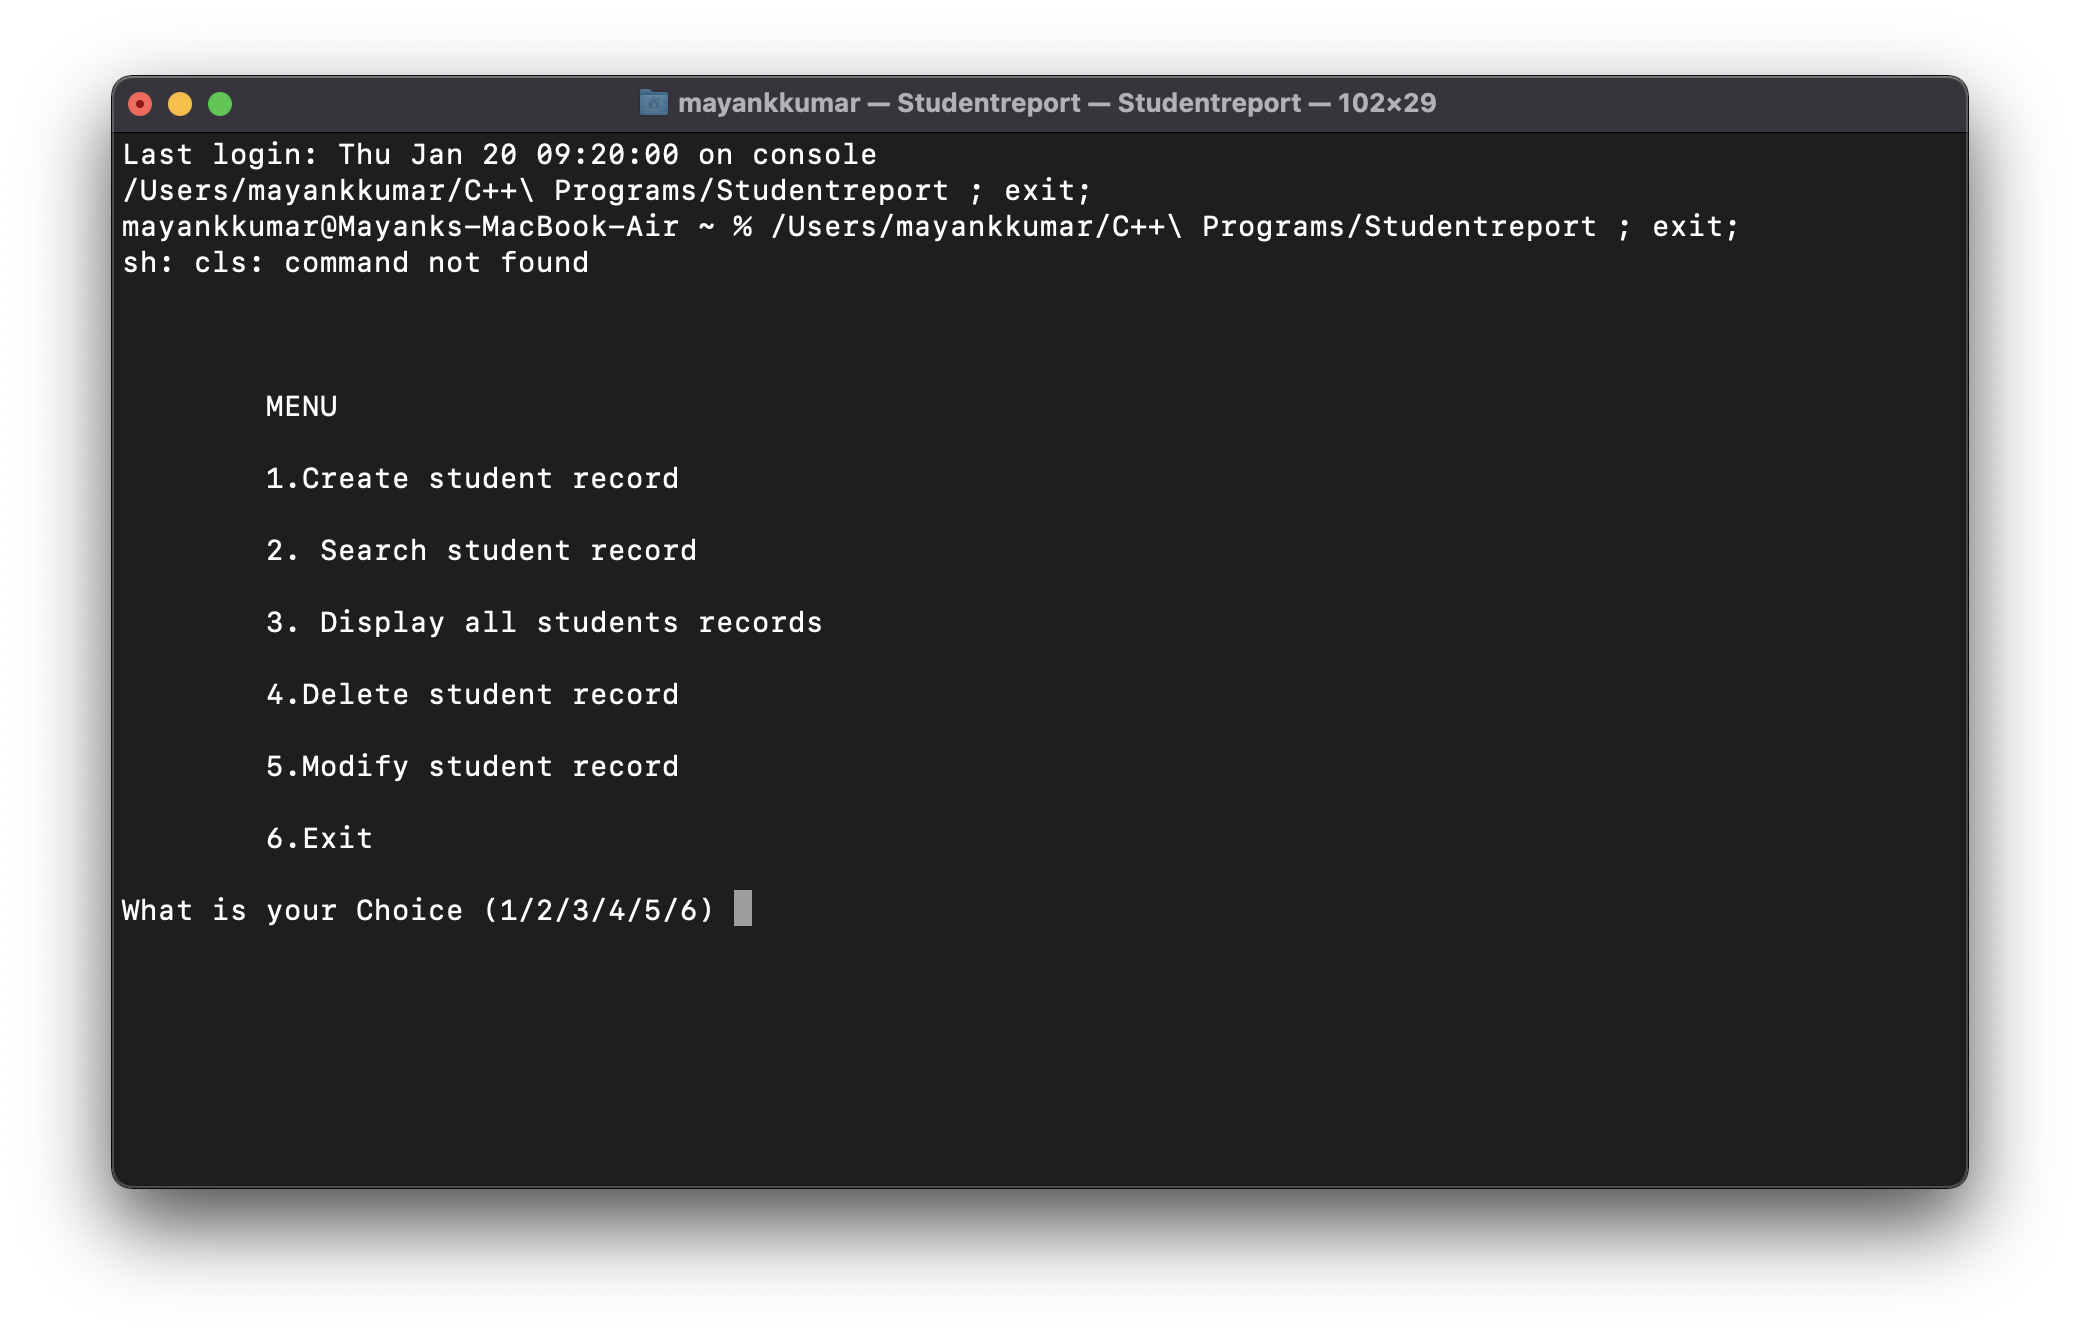 mayankkumar — Studentreport — Studentreport — 102×29
Last login: Thu Jan 20 09:20:00 on console
/Users/mayankkumar/C++\ Programs/Studentreport ; exit;
mayankkumar@Mayanks-MacBook-Air ~ % /Users/mayankkumar/C++\ Programs/Studentreport ; exit;
sh: cls: command not found
MENU
1.Create student record
2. Search student record
3. Display all students records
4.Delete student record
5.Modify student record
6.Exit
What is your Choice (1/2/3/4/5/6)